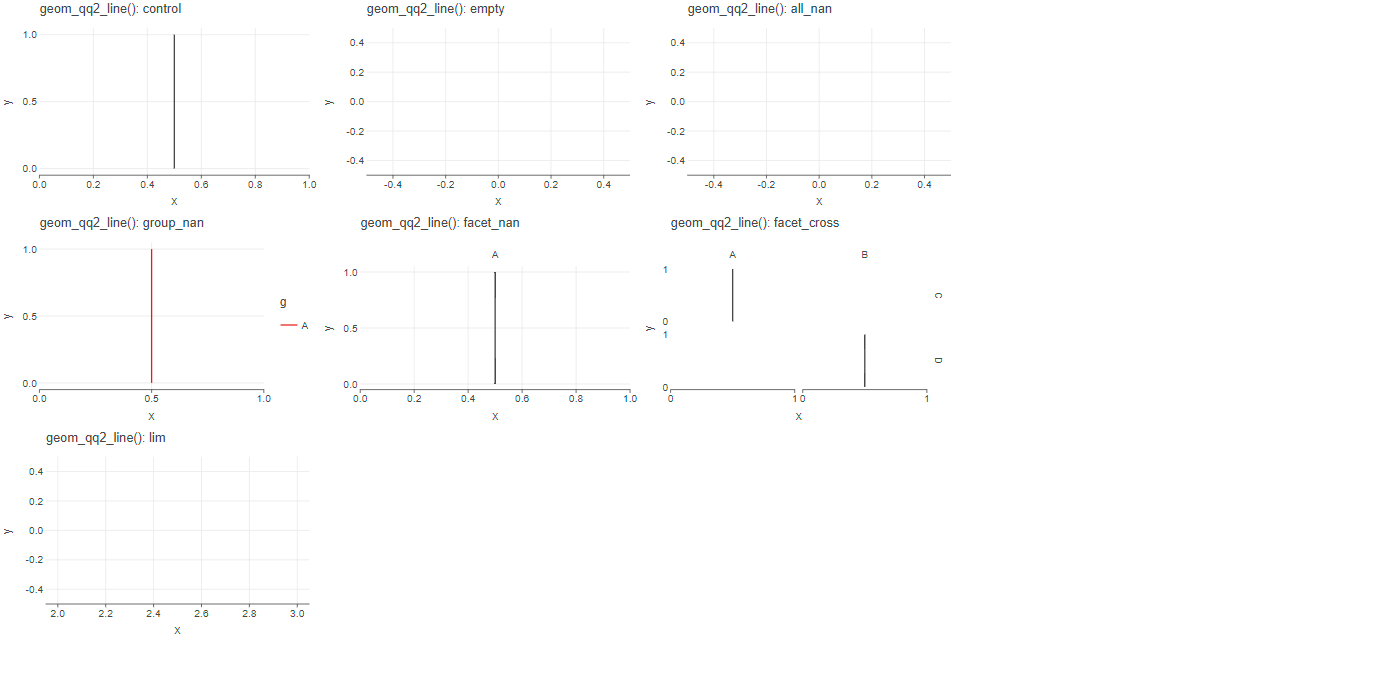 geom_qq2_line(): control
1.0
0.5
0.0
y
0.0 0.2 0.4 0.6 0.8 1.0
x
geom_qq2_line(): empty
0.4
0.2
0.0
-0.2
-0.4
y
-0.4 -0.2 0.0 0.2 0.4
x
geom_qq2_line(): all_nan
0.4
0.2
0.0
-0.2
-0.4
y
-0.4 -0.2 0.0 0.2 0.4
x
geom_qq2_line(): group_nan
1.0
0.5
0.0
y
0.0 0.5 1.0
x
g
A
geom_qq2_line(): facet_nan
A
1.0
0.5
0.0
y
0.0 0.2 0.4 0.6 0.8 1.0
x
geom_qq2_line(): facet_cross
A B
1
0
C
1
0
D
y
0 1 0 1
x
geom_qq2_line(): lim
0.4
0.2
0.0
-0.2
-0.4
y
2.0 2.2 2.4 2.6 2.8 3.0
x